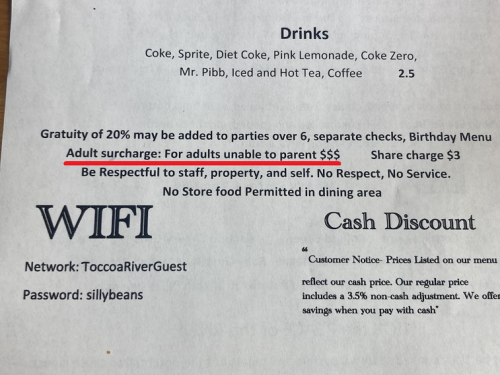 Drinks
Coke, Sprite, Diet Coke, Pink Lemonade, Coke Zero,
Mr. Pibb, Iced and Hot Tea, Coffee 2.5
Gratuity of 20% may be added to parties over 6, separate checks, Birthday Menu
Adult surcharge: For adults unable to parent $$$ Share charge $3
Be Respectful to staff, property, and self. No Respect, No Service.
No Store food Permitted in dining area
WIFI
Network: ToccoaRiverGuest
Password: sillybeans
Cash Discount
“
Customer Notice- Prices Listed on our menu
reflect our cash price. Our regular price
includes a 3.5% non-cash adjustment. We offer
savings when you pay with cash"